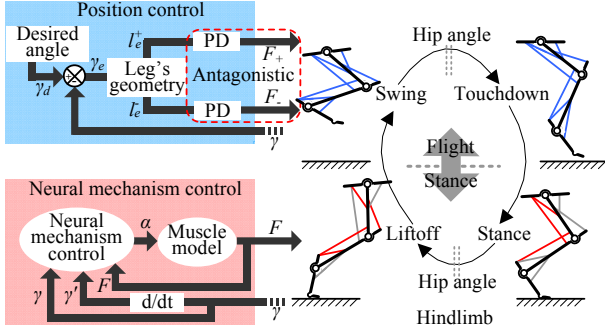 Position control
Desired
angle
γd
γe
Leg's
geometry
le+
le-
PD
Antagonistic
PD
F+
F-
γ
Neural mechanism control
Neural
mechanism
control
α
Muscle
model
F
F
γ'
γ
d/dt
γ
Hip angle
Swing
Touchdown
Flight
Stance
Liftoff
Stance
Hip angle
Hindlimb